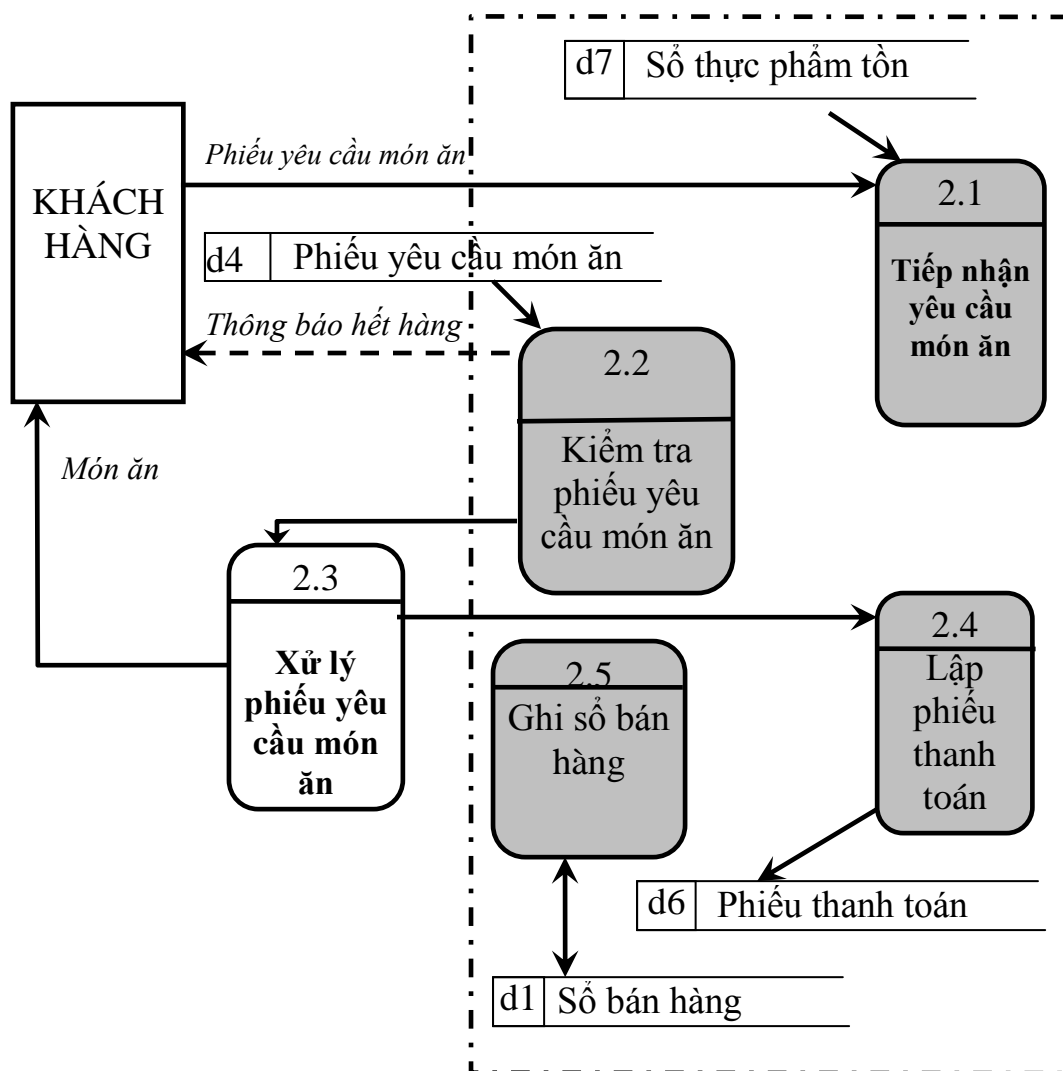 d7 Sổ thực phẩm tồn
Phiếu yêu cầu món ăn
KHÁCH
HÀNG
2.1
Tiếp nhận
yêu cầu
món ăn
d4 Phiếu yêu cầu món ăn
Thông báo hết hàng
2.2
Kiểm tra
phiếu yêu
cầu món ăn
Món ăn
2.3
Xử lý
phiếu yêu
cầu món
ăn
2.4
Lập
phiếu
thanh
toán
2.5
Ghi sổ bán
hàng
d6 Phiếu thanh toán
d1 Sổ bán hàng